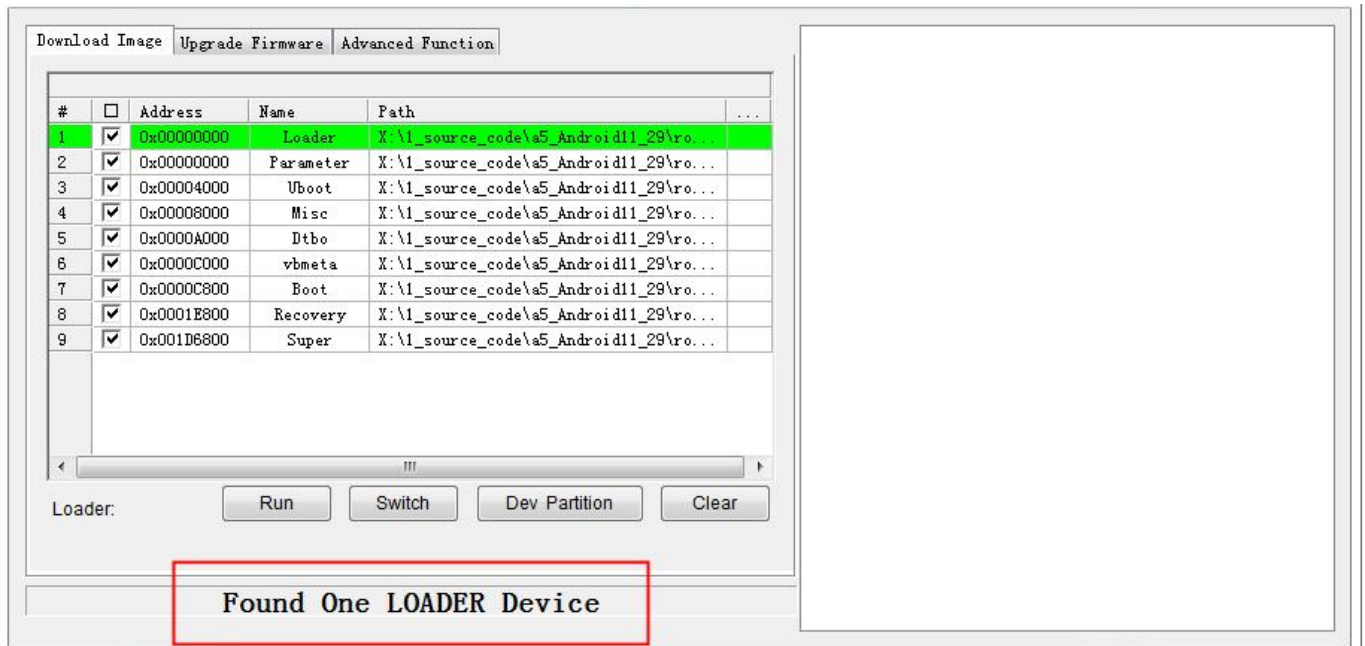 Download Image Upgrade Firmware Advanced Function
# Address Name Path ...
1 0x00000000 Loader X:\1_source_code\a5_Android11_29\ro...
2 0x00000000 Parameter X:\1_source_code\a5_Android11_29\ro...
3 0x00004000 Uboot X:\1_source_code\a5_Android11_29\ro...
4 0x00008000 Misc X:\1_source_code\a5_Android11_29\ro...
5 0x0000A000 Dtbo X:\1_source_code\a5_Android11_29\ro...
6 0x0000C000 vbmeta X:\1_source_code\a5_Android11_29\ro...
7 0x0000C800 Boot X:\1_source_code\a5_Android11_29\ro...
8 0x0001E800 Recovery X:\1_source_code\a5_Android11_29\ro...
9 0x001D6800 Super X:\1_source_code\a5_Android11_29\ro...
Loader: Run Switch Dev Partition Clear
Found One LOADER Device